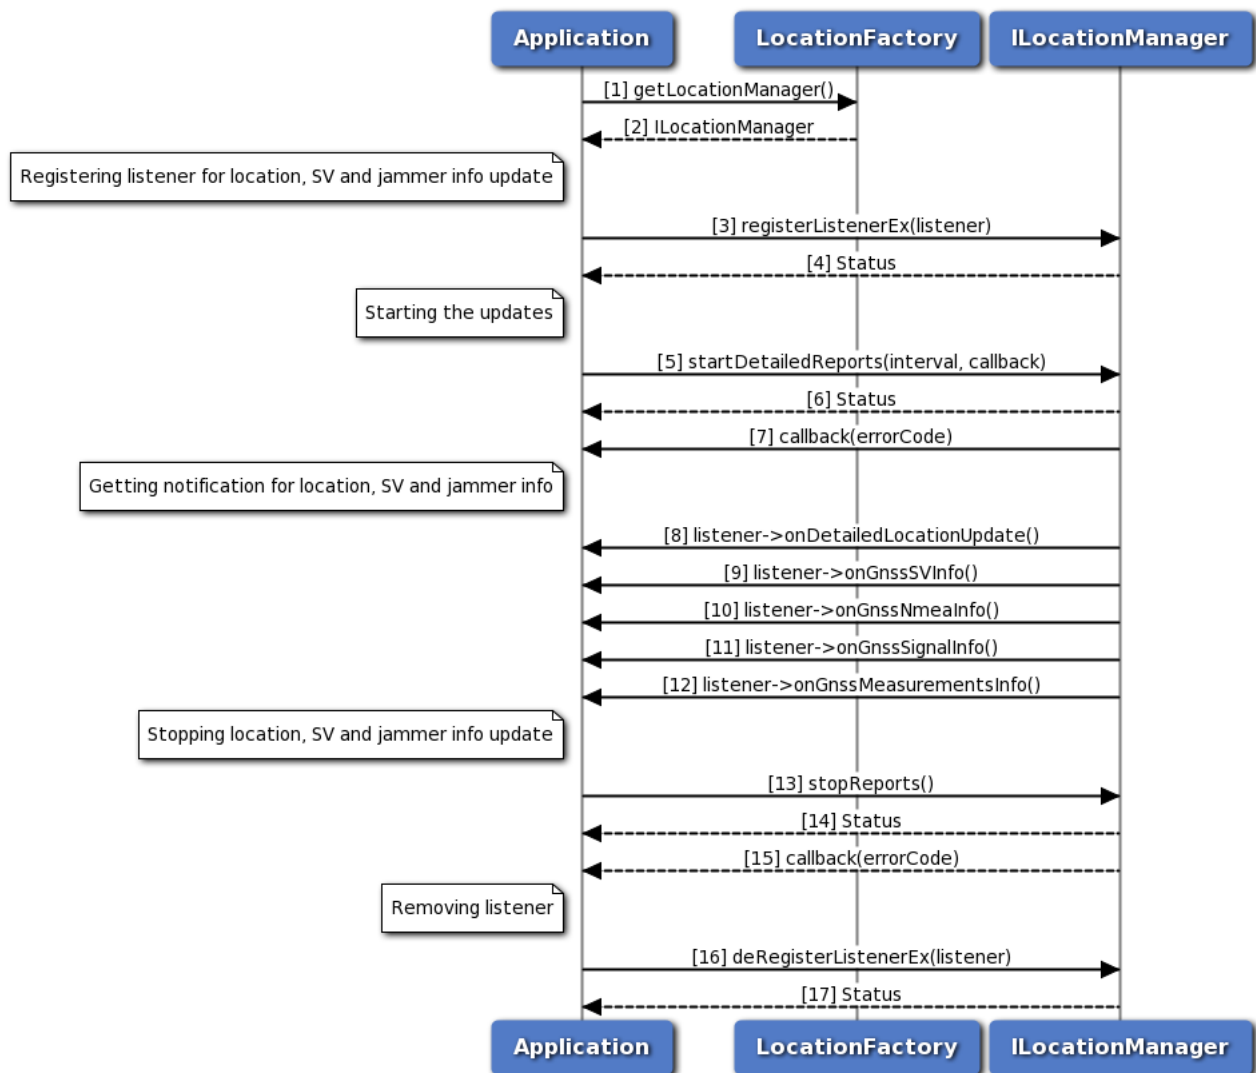 Application
LocationFactory
ILocationManager
[1] getLocationManager()
[2] ILocationManager
Registering listener for location, SV and jammer info update
[3] registerListenerEx(listener)
[4] Status
Starting the updates
[5] startDetailedReports(interval, callback)
[6] Status
[7] callback(errorCode)
Getting notification for location, SV and jammer info
[8] listener->onDetailedLocationUpdate()
[9] listener->onGnssSVInfo()
[10] listener->onGnssNmeaInfo()
[11] listener->onGnssSignalInfo()
[12] listener->onGnssMeasurementsInfo()
Stopping location, SV and jammer info update
[13] stopReports()
[14] Status
[15] callback(errorCode)
Removing listener
[16] deRegisterListenerEx(listener)
[17] Status
Application
LocationFactory
ILocationManager